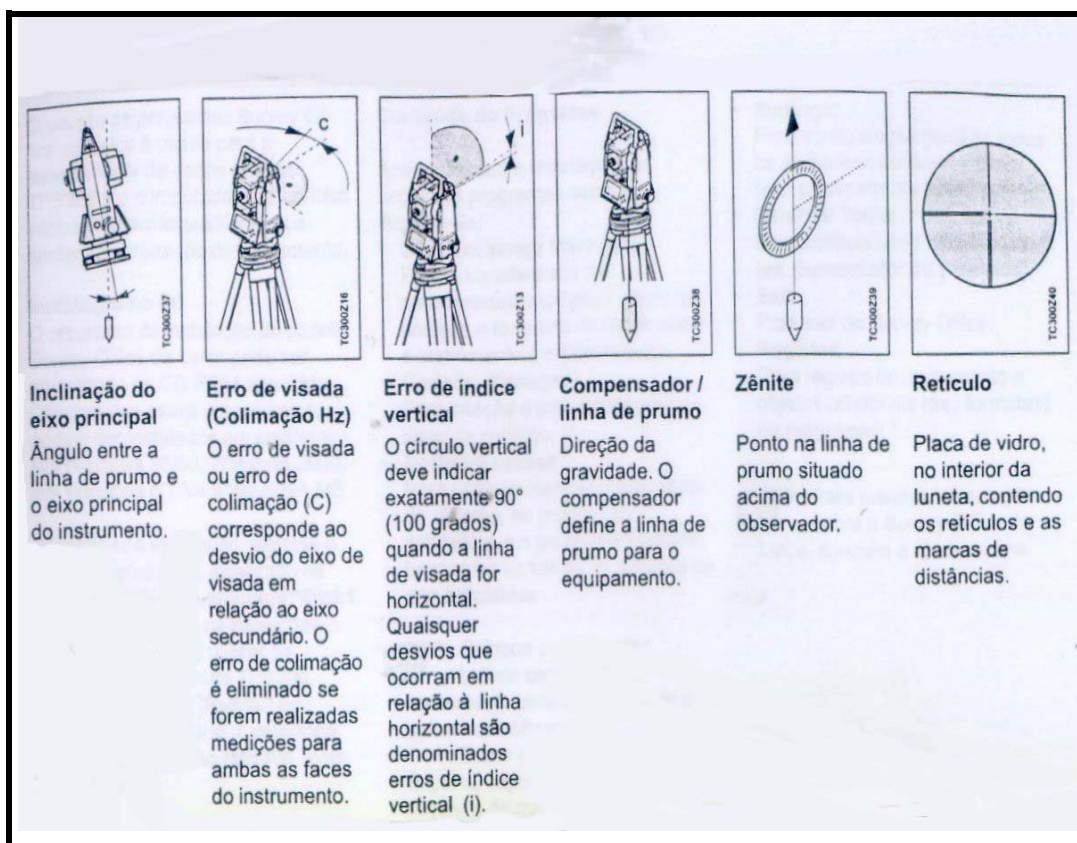 TC300Z37
TC300Z16
TC300Z13
TC300Z38
TC300Z39
TC300Z40
C
i
Inclinação do
eixo principal
Ângulo entre a
linha de prumo e
o eixo principal
do instrumento.
Erro de visada
(Colimação Hz)
O erro de visada
ou erro de
colimação (C)
corresponde ao
desvio do eixo de
visada em
relação ao eixo
secundário. O
erro de colimação
é eliminado se
forem realizadas
medições para
ambas as faces
do instrumento.
Erro de índice
vertical
O círculo vertical
deve indicar
exatamente 90°
(100 grados)
quando a linha
de visada for
horizontal.
Quaisquer
desvios que
ocorram em
relação à linha
horizontal são
denominados
erros de índice
vertical (i).
Compensador /
linha de prumo
Direção da
gravidade. O
compensador
define a linha de
prumo para o
equipamento.
Zênite
Ponto na linha de
prumo situado
acima do
observador.
Retículo
Placa de vidro,
no interior da
luneta, contendo
os retículos e as
marcas de
distâncias.